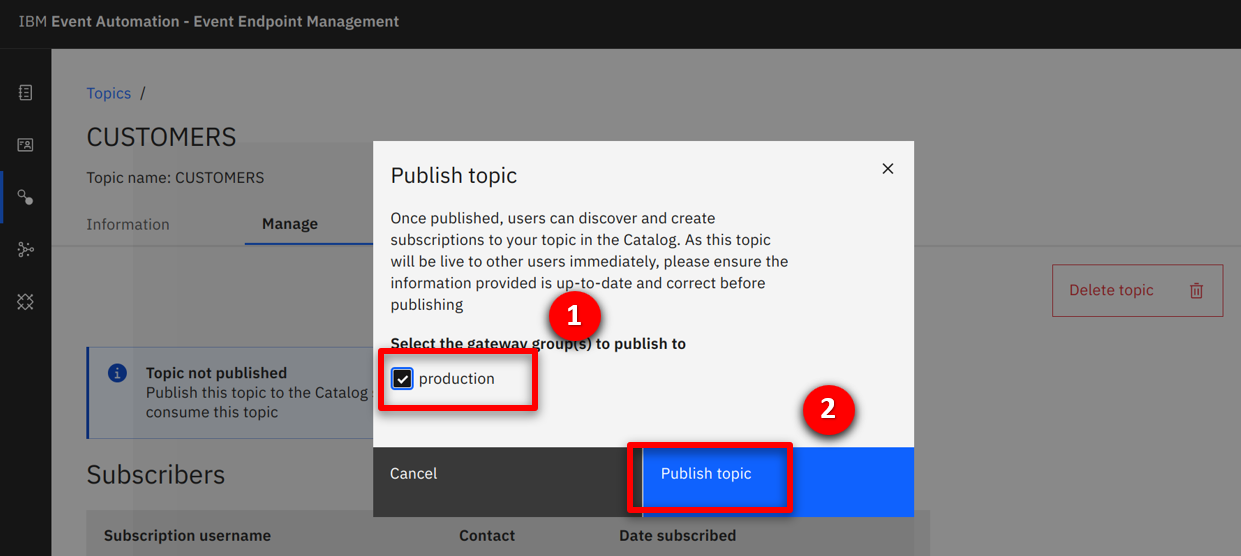 IBM Event Automation - Event Endpoint Management
Topics /
CUSTOMERS
Topic name: CUSTOMERS
Information Manage
Publish topic
Once published, users can discover and create
subscriptions to your topic in the Catalog. As this topic
will be live to other users immediately, please ensure the
information provided is up-to-date and correct before
publishing
1
Select the gateway group(s) to publish to
production
2
Cancel
Publish topic
Delete topic
Topic not published
Publish this topic to the Catalog
consume this topic
Subscribers
Subscription username Contact Date subscribed